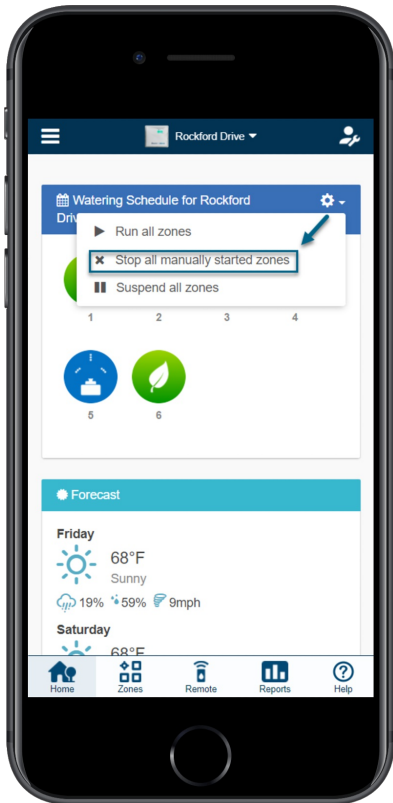 Rockford Drive
Watering Schedule for Rockford
Driv
Run all zones
Stop all manually started zones
Suspend all zones
1 2 3 4
5 6
Forecast
Friday
68°F
Sunny
19% 59% 9mph
Saturday
68°F
Home Zones Remote Reports Help